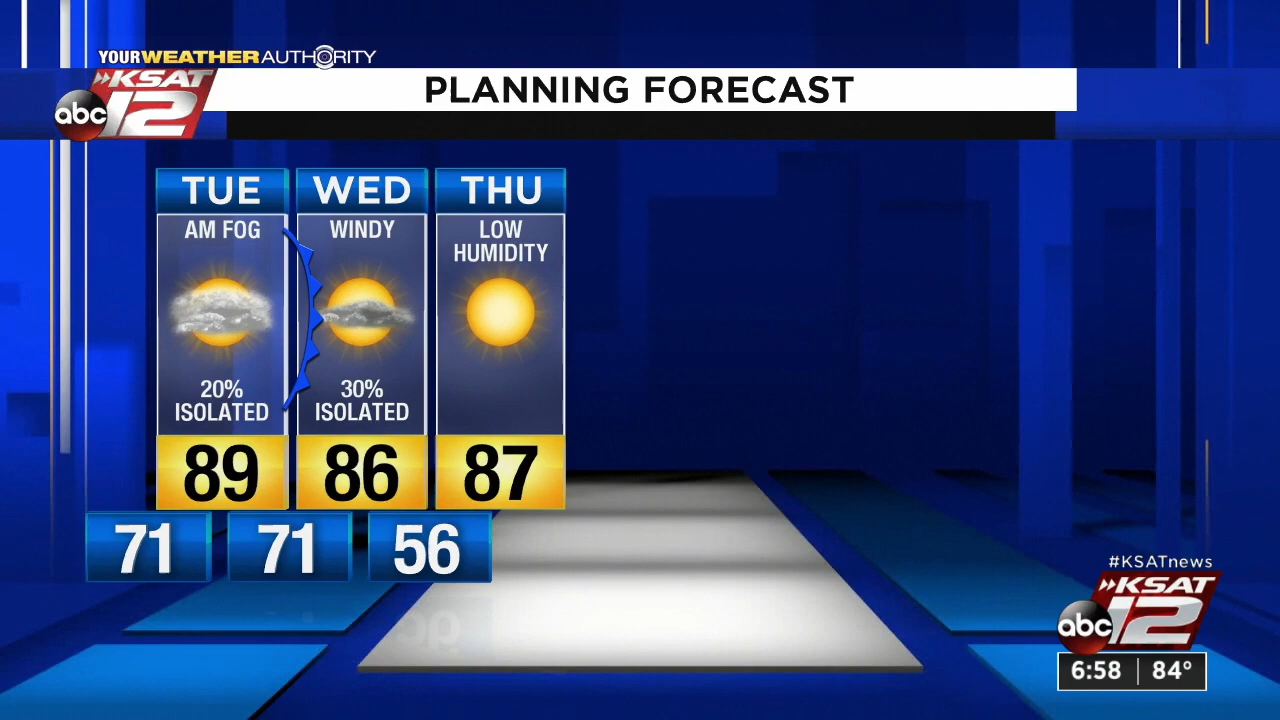 YOURWEATHERAUTHORITY
KSAT
abc 12
PLANNING FORECAST
TUE WED THU
AM FOG WINDY LOW HUMIDITY
20% ISOLATED 30% ISOLATED
89 86 87
71 71 56
#KSATnews
KSAT
abc 12
6:58 84°